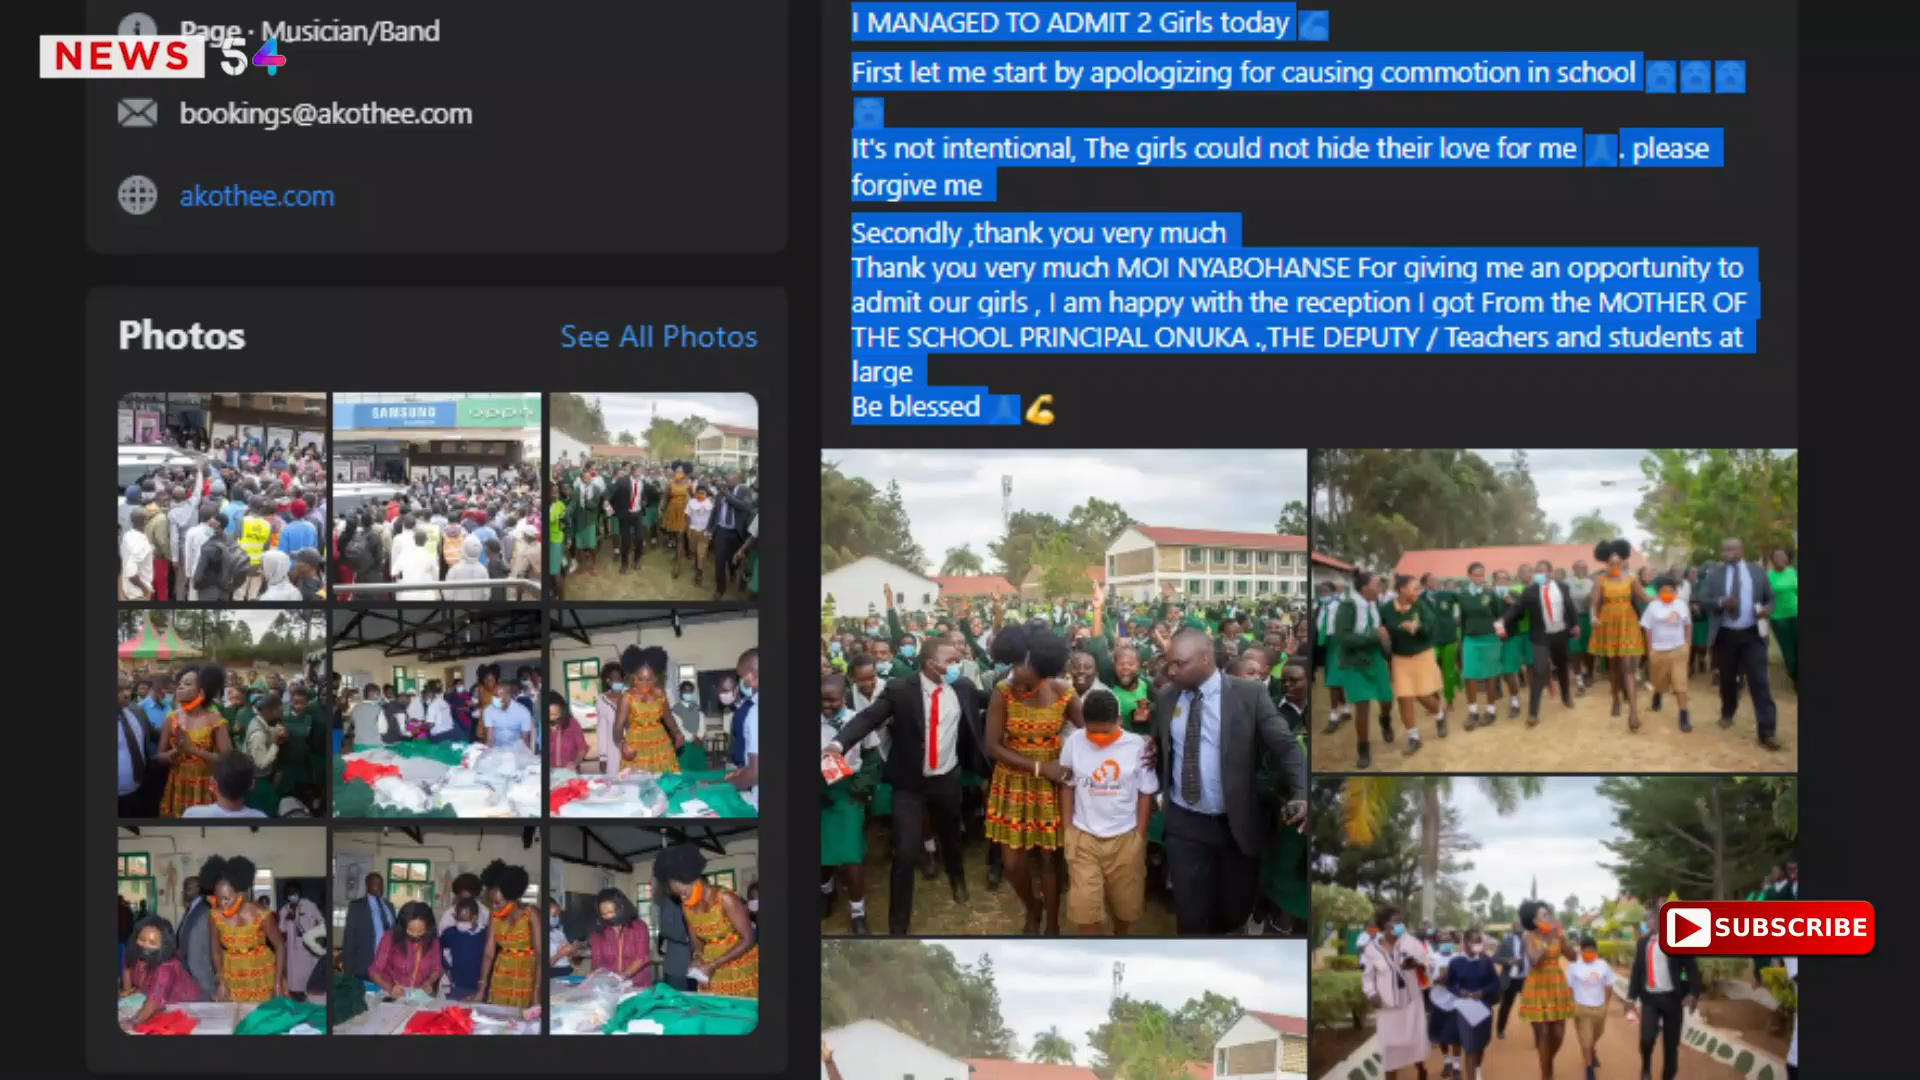 Page · Musician/Band
NEWS 54
bookings@akothee.com
akothee.com
Photos
See All Photos
SAMSUNG
oppo
I MANAGED TO ADMIT 2 Girls today
First let me start by apologizing for causing commotion in school
It's not intentional, The girls could not hide their love for me 🙏. please
forgive me
Secondly ,thank you very much
Thank you very much MOI NYABOHANSE For giving me an opportunity to
admit our girls , I am happy with the reception I got From the MOTHER OF
THE SCHOOL PRINCIPAL ONUKA .,THE DEPUTY / Teachers and students at
large
Be blessed 🙏💪
SUBSCRIBE